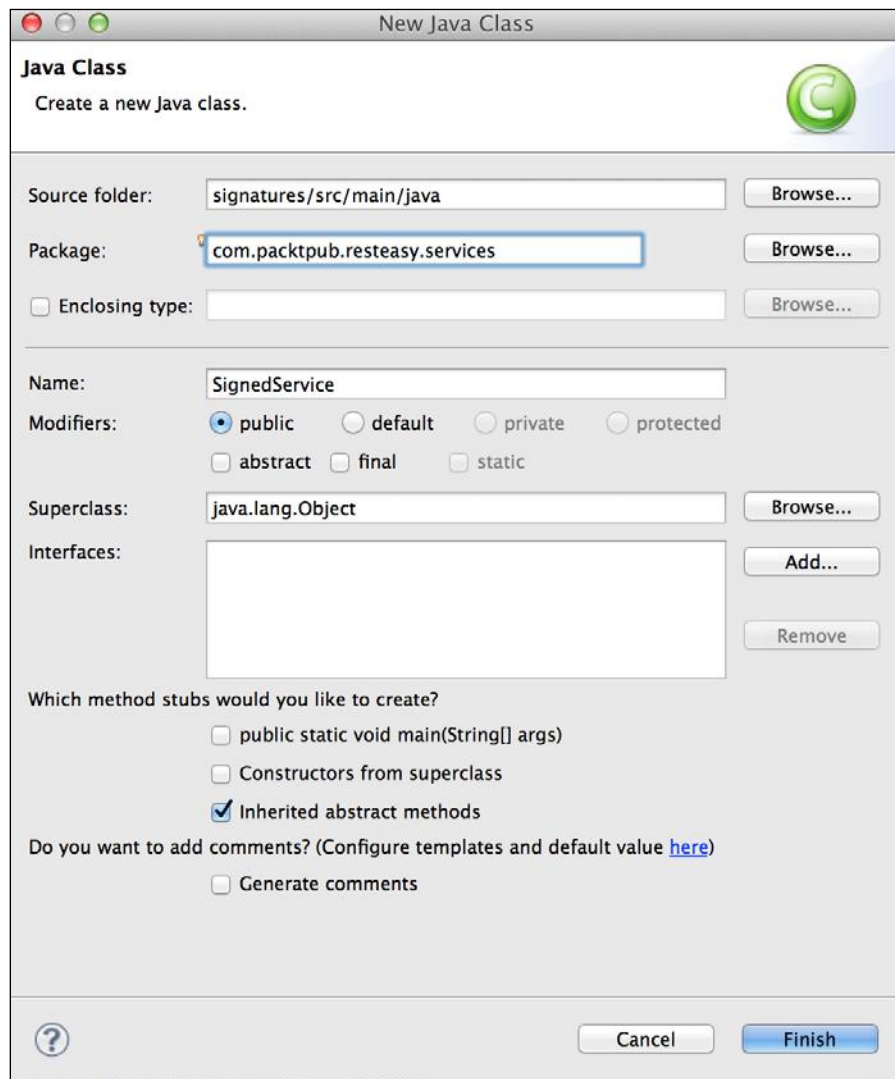 New Java Class
Java Class
Create a new Java class.
C
Source folder: signatures/src/main/java Browse...
Package: com.packtpub.resteasy.services Browse...
Enclosing type: Browse...
Name: SignedService
Modifiers: public default private protected
abstract final static
Superclass: java.lang.Object Browse...
Interfaces: Add...
Remove
Which method stubs would you like to create?
public static void main(String[] args)
Constructors from superclass
Inherited abstract methods
Do you want to add comments? (Configure templates and default value here)
Generate comments
? Cancel Finish